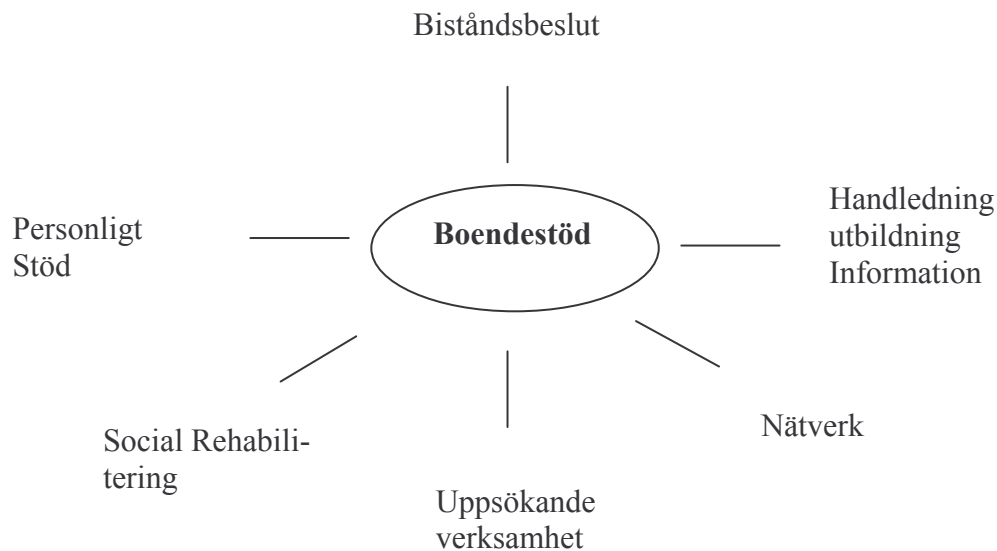 Biståndsbeslut
Personligt
Stöd
Boendestöd
Handledning
utbildning
Information
Social Rehabili-
tering
Uppsökande
verksamhet
Nätverk